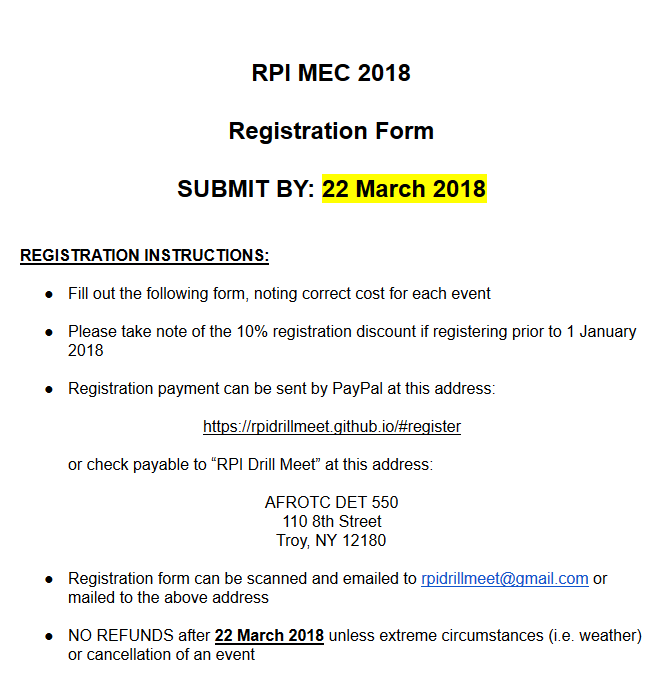 RPI MEC 2018
Registration Form
SUBMIT BY: 22 March 2018
REGISTRATION INSTRUCTIONS:
● Fill out the following form, noting correct cost for each event
● Please take note of the 10% registration discount if registering prior to 1 January
2018
● Registration payment can be sent by PayPal at this address:
https://rpidrillmeet.github.io/#register
or check payable to “RPI Drill Meet” at this address:
AFROTC DET 550
110 8th Street
Troy, NY 12180
● Registration form can be scanned and emailed to rpidrillmeet@gmail.com or
mailed to the above address
● NO REFUNDS after 22 March 2018 unless extreme circumstances (i.e. weather)
or cancellation of an event